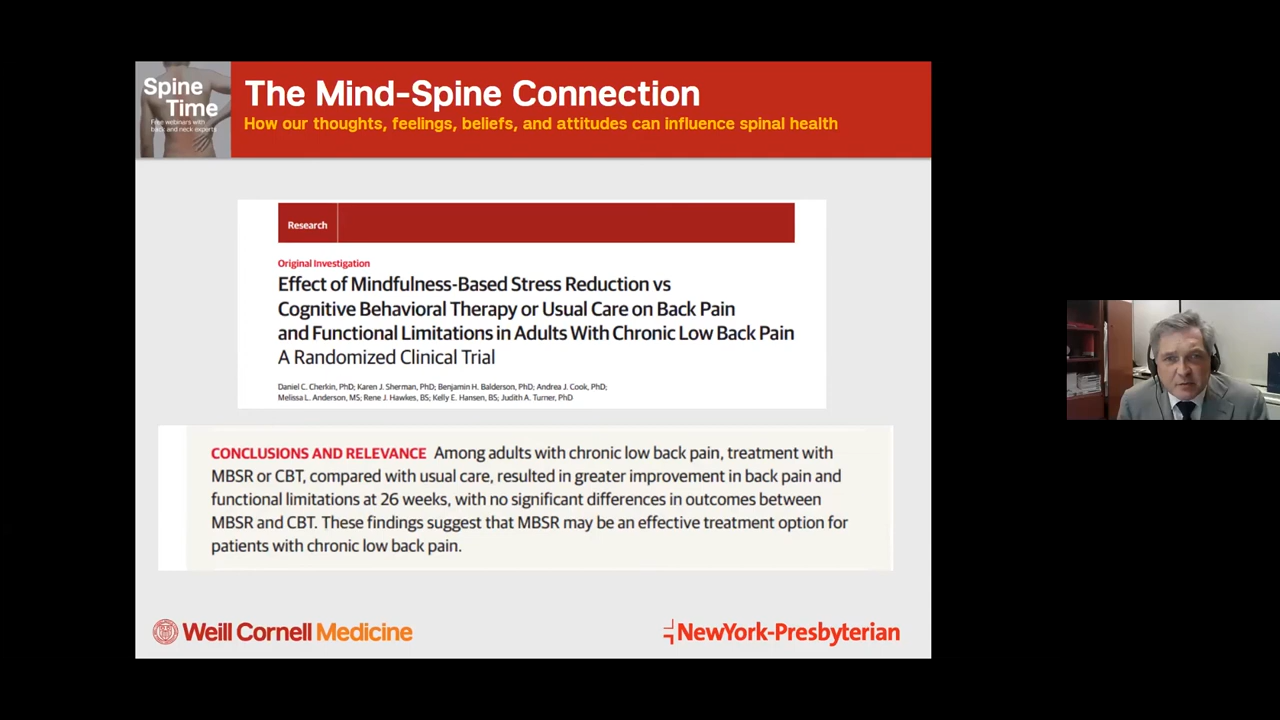 Spine
Time
Free webinars with
back and neck experts
The Mind-Spine Connection
How our thoughts, feelings, beliefs, and attitudes can influence spinal health
Research
Original Investigation
Effect of Mindfulness-Based Stress Reduction vs
Cognitive Behavioral Therapy or Usual Care on Back Pain
and Functional Limitations in Adults With Chronic Low Back Pain
A Randomized Clinical Trial
Daniel C. Cherkin, PhD; Karen J. Sherman, PhD; Benjamin H. Balderson, PhD; Andrea J. Cook, PhD;
Melissa L. Anderson, MS; Rene J. Hawkes, BS; Kelly E. Hansen, BS; Judith A. Turner, PhD
CONCLUSIONS AND RELEVANCE Among adults with chronic low back pain, treatment with
MBSR or CBT, compared with usual care, resulted in greater improvement in back pain and
functional limitations at 26 weeks, with no significant differences in outcomes between
MBSR and CBT. These findings suggest that MBSR may be an effective treatment option for
patients with chronic low back pain.
Weill Cornell Medicine
NewYork-Presbyterian